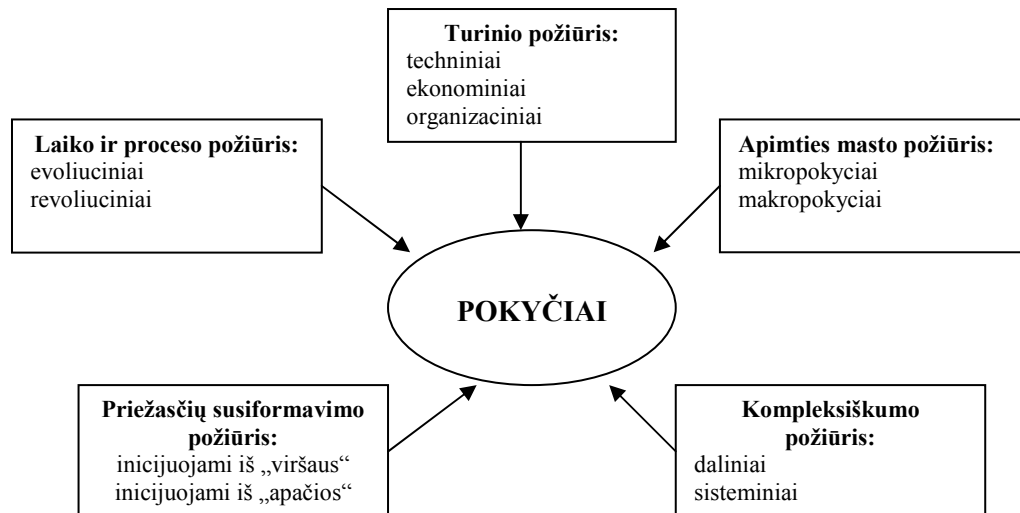 Turinio požiūris:
techniniai
ekonominiai
organizaciniai
Laiko ir proceso požiūris:
evoliuciniai
revoliuciniai
Apimties masto požiūris:
mikropokyciai
makropokyciai
POKYČIAI
Priežasčių susiformavimo
požiūris:
inicijuojami iš „viršaus“
inicijuojami iš „apačios“
Kompleksiškumo
požiūris:
daliniai
sisteminiai